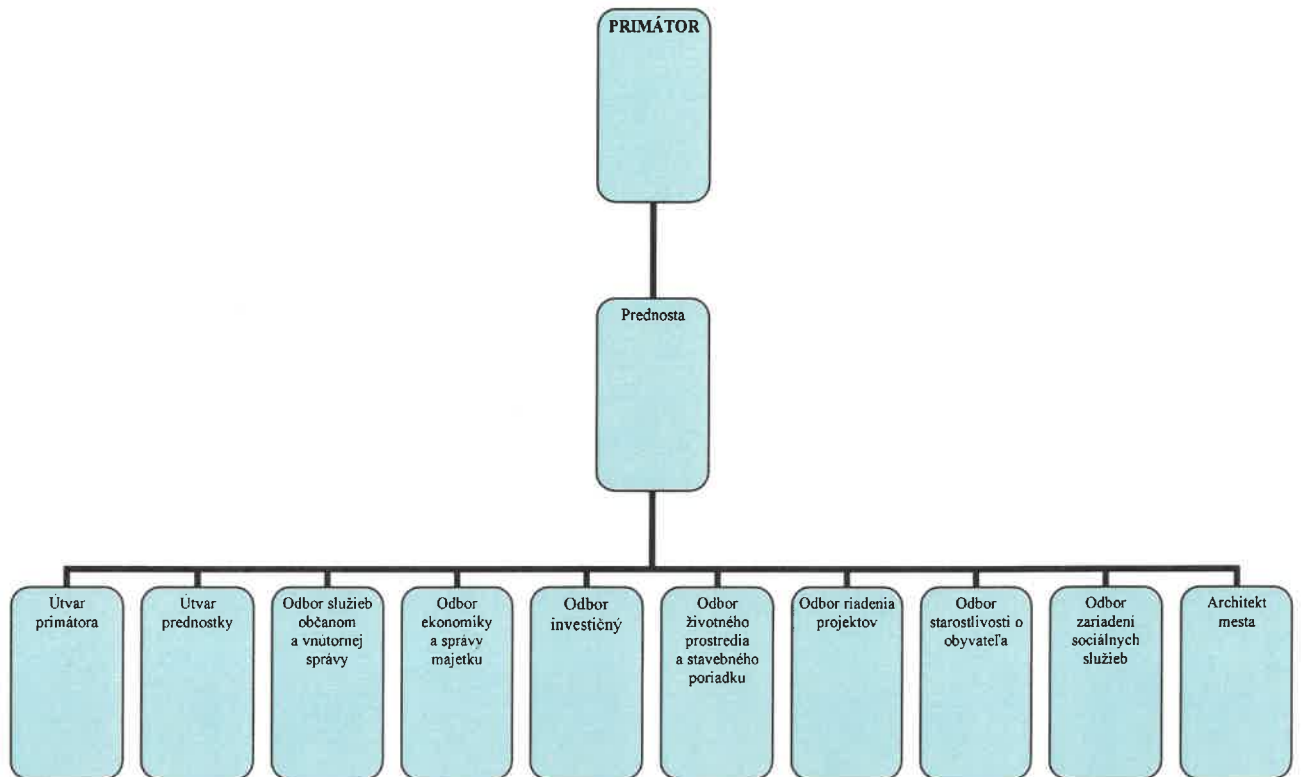 PRIMÁTOR
Prednosta
Útvar
primátora
Útvar
prednostky
Odbor služieb
občanom
a vnútornej
správy
Odbor
ekonomiky
a správy
majetku
Odbor
investičný
Odbor
životného
prostredia
a stavebného
poriadku
Odbor riadenia
projektov
Odbor
starostlivosti o
obyvateľa
Odbor
zariadení
sociálnych
služieb
Architekt
mesta